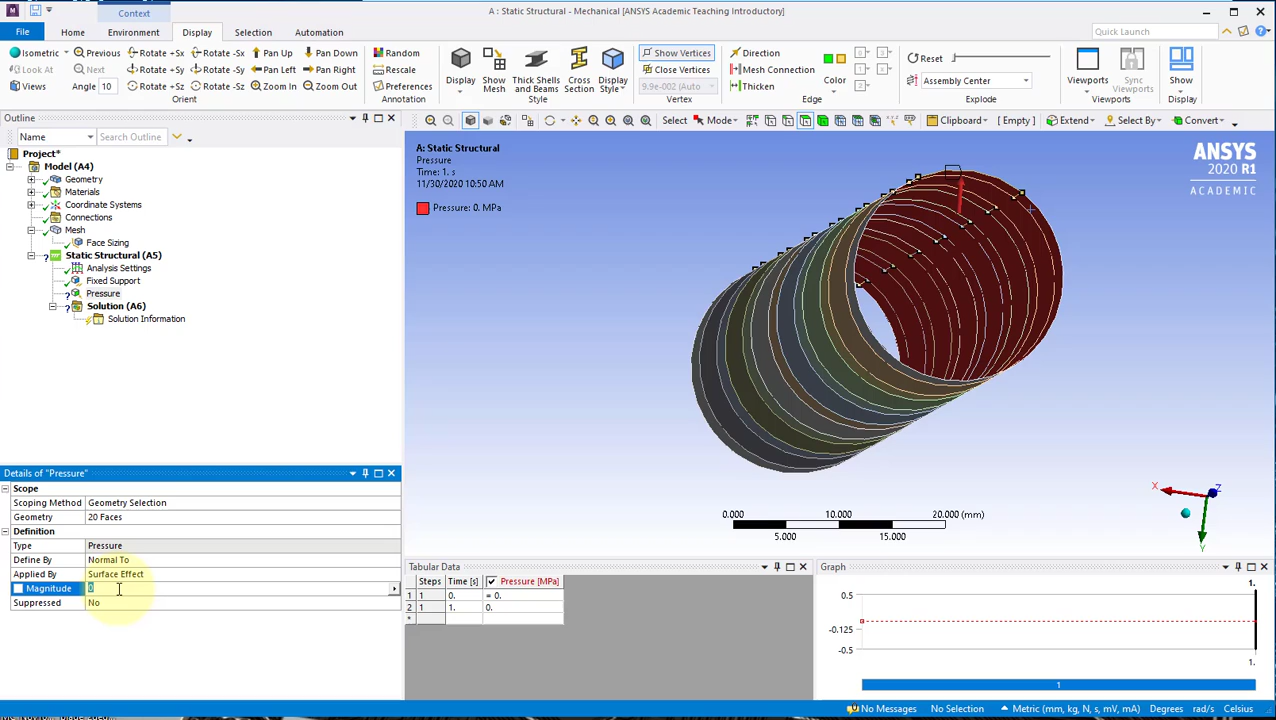 Context
A : Static Structural - Mechanical [ANSYS Academic Teaching Introductory]
File Home Environment Display Selection Automation
Quick Launch
Isometric Previous Rotate +Sx Rotate -Sx Pan Up Pan Down
Look At Next Rotate +Sy Rotate -Sy Pan Left Pan Right
Views Angle 10 Rotate +Sz Rotate -Sz Zoom In Zoom Out
Orient
Random
Rescale
Preferences
Annotation
Display
Show Mesh
Thick Shells and Beams
Cross Section
Display Style
Style
Show Vertices
Close Vertices
9.9e-002 (Auto
Vertex
Direction
Mesh Connection
Thicken
Color
Edge
Reset
Assembly Center
Explode
Viewports
Sync Viewports
Viewports
Show
Display
Outline
Name Search Outline
Select Mode Clipboard [ Empty ] Extend Select By Convert
Project*
Model (A4)
Geometry
Materials
Coordinate Systems
Connections
Mesh
Face Sizing
Static Structural (A5)
Analysis Settings
Fixed Support
Pressure
Solution (A6)
Solution Information
A: Static Structural
Pressure
Time: 1. s
11/30/2020 10:50 AM
Pressure: 0. MPa
ANSYS
2020 R1
ACADEMIC
X
Y
Z
0.000 10.000 20.000 (mm)
5.000 15.000
Details of "Pressure"
Scope
Scoping Method Geometry Selection
Geometry 20 Faces
Definition
Type Pressure
Define By Normal To
Applied By Surface Effect
Magnitude 0
Suppressed No
Tabular Data
Steps Time [s] Pressure [MPa]
1 1 0. = 0.
2 1 1. 0.
*
Graph
1.
0.5
-0.125
-0.5
1.
1
No Messages No Selection Metric (mm, kg, N, s, mV, mA) Degrees rad/s Celsius